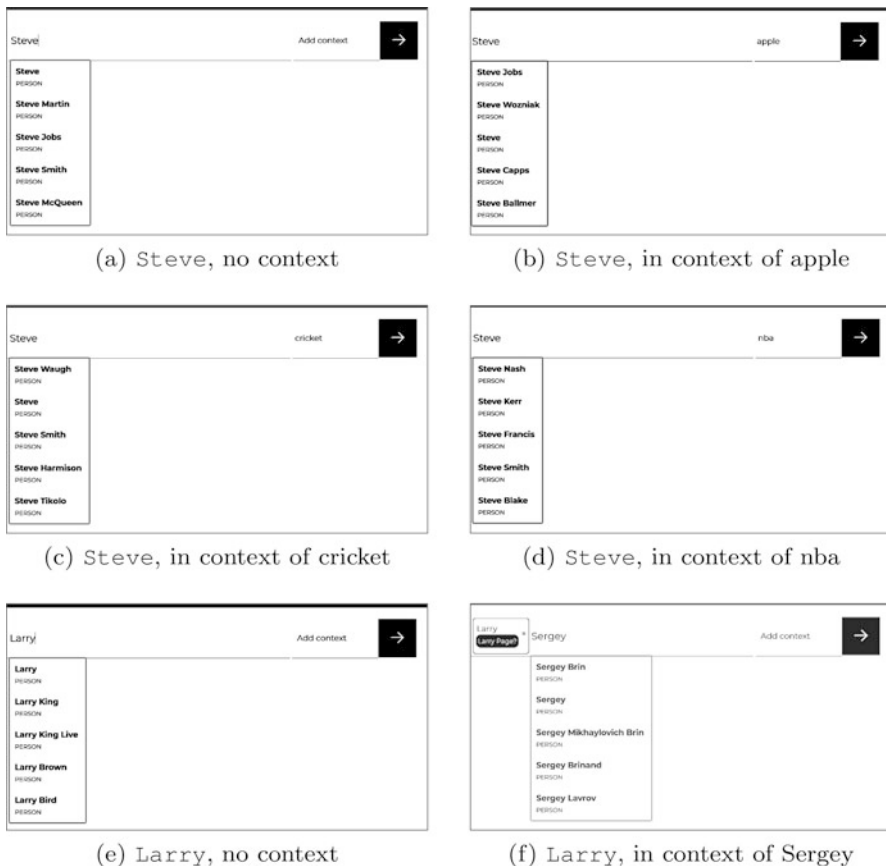 Steve
Add context
→
Steve
PERSON
Steve Martin
PERSON
Steve Jobs
PERSON
Steve Smith
PERSON
Steve McQueen
PERSON
(a) Steve, no context
Steve
apple
→
Steve Jobs
PERSON
Steve Wozniak
PERSON
Steve
PERSON
Steve Capps
PERSON
Steve Ballmer
PERSON
(b) Steve, in context of apple
Steve
cricket
→
Steve Waugh
PERSON
Steve
PERSON
Steve Smith
PERSON
Steve Harmison
PERSON
Steve Tikolo
PERSON
(c) Steve, in context of cricket
Steve
nba
→
Steve Nash
PERSON
Steve Kerr
PERSON
Steve Francis
PERSON
Steve Smith
PERSON
Steve Blake
PERSON
(d) Steve, in context of nba
Larry
Add context
→
Larry
PERSON
Larry King
PERSON
Larry King Live
PERSON
Larry Brown
PERSON
Larry Bird
PERSON
(e) Larry, no context
Larry
Larry Page?
Sergey
Add context
→
Sergey Brin
PERSON
Sergey
PERSON
Sergey Mikhaylovich Brin
PERSON
Sergey Brinand
PERSON
Sergey Lavrov
PERSON
(f) Larry, in context of Sergey